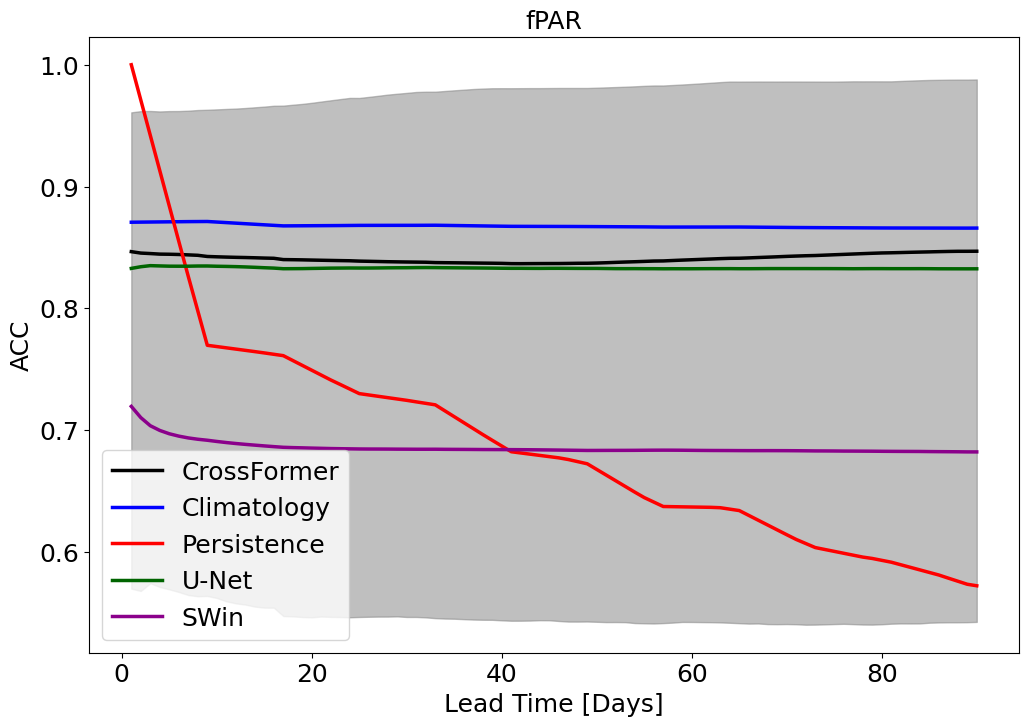 fPAR
1.0
0.9
0.8
0.7
0.6
ACC
CrossFormer
Climatology
Persistence
U-Net
SWin
0
20
40
60
80
Lead Time [Days]